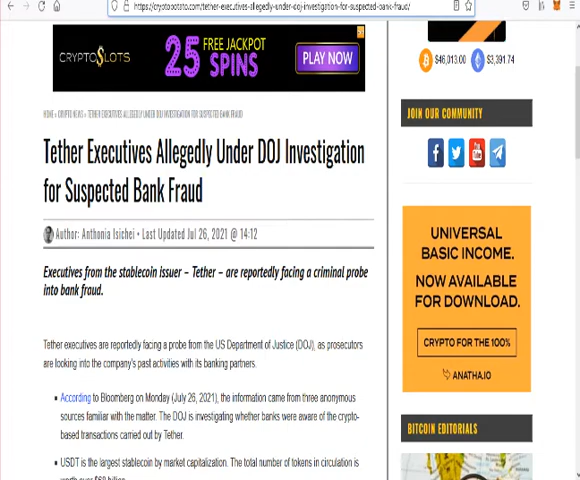 https://cryptopotato.com/tether-executives-allegedly-under-doj-investigation-for-suspected-bank-fraud/
CRYPTOSLOTS
25 FREE JACKPOT SPINS
PLAY NOW
$46,013.00 $3,391.74
HOME » CRYPTO NEWS » TETHER EXECUTIVES ALLEGEDLY UNDER DOJ INVESTIGATION FOR SUSPECTED BANK FRAUD
JOIN OUR COMMUNITY
Tether Executives Allegedly Under DOJ Investigation
for Suspected Bank Fraud
Author: Anthonia Isichei • Last Updated Jul 26, 2021 @ 14:12
Executives from the stablecoin issuer – Tether – are reportedly facing a criminal probe
into bank fraud.
UNIVERSAL
BASIC INCOME.
NOW AVAILABLE
FOR DOWNLOAD.
CRYPTO FOR THE 100%
ANATHA.IO
Tether executives are reportedly facing a probe from the US Department of Justice (DOJ), as prosecutors
are looking into the company's past activities with its banking partners.
According to Bloomberg on Monday (July 26, 2021), the information came from three anonymous
sources familiar with the matter. The DOJ is investigating whether banks were aware of the crypto-
based transactions carried out by Tether.
BITCOIN EDITORIALS
USDT is the largest stablecoin by market capitalization. The total number of tokens in circulation is